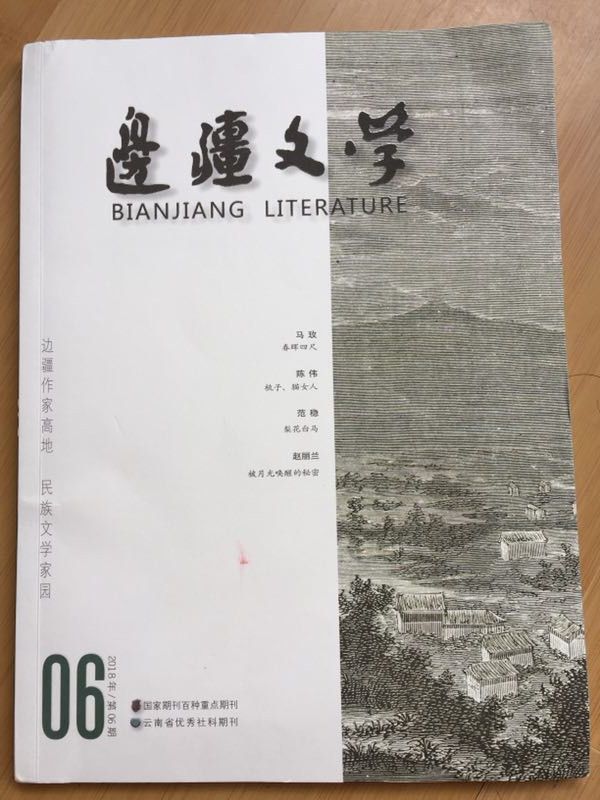 邊疆文学
BIANJIANG LITERATURE
马 玫
春晖四尺
陈 伟
桃子、猫女人
范 稳
梨花白马
赵丽兰
被月光唤醒的秘密
边疆作家高地 民族文学家园
06
2018年/第06期
国家期刊百种重点期刊
云南省优秀社科期刊